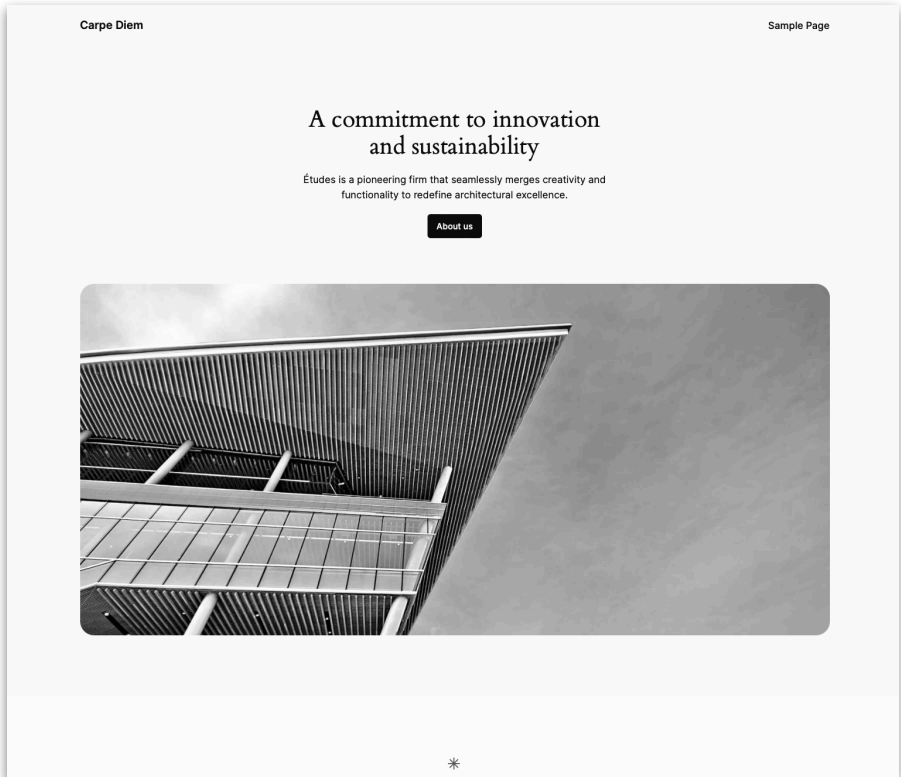 Carpe Diem
Sample Page
A commitment to innovation
and sustainability
Études is a pioneering firm that seamlessly merges creativity and
functionality to redefine architectural excellence.
About us